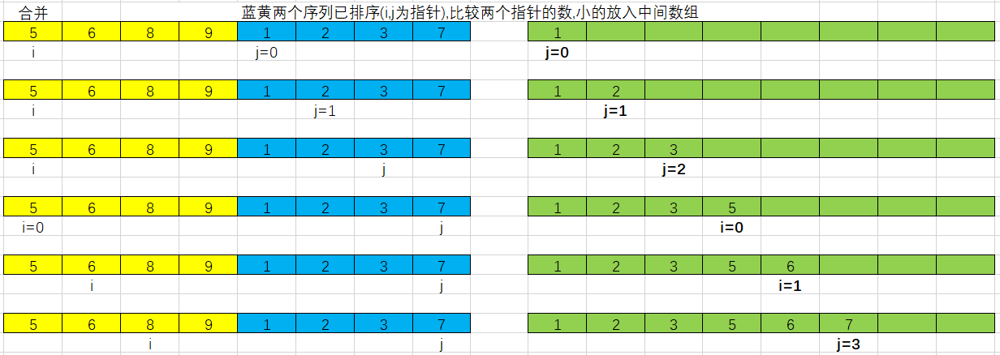 合并 蓝黄两个序列已排序(i,j为指针),比较两个指针的数,小的放入中间数组
5 6 8 9 1 2 3 7 1
i j=0 j=0
5 6 8 9 1 2 3 7 1 2
i j=1 j=1
5 6 8 9 1 2 3 7 1 2 3
i j j=2
5 6 8 9 1 2 3 7 1 2 3 5
i=0 j i=0
5 6 8 9 1 2 3 7 1 2 3 5 6
i j i=1
5 6 8 9 1 2 3 7 1 2 3 5 6 7
i j j=3